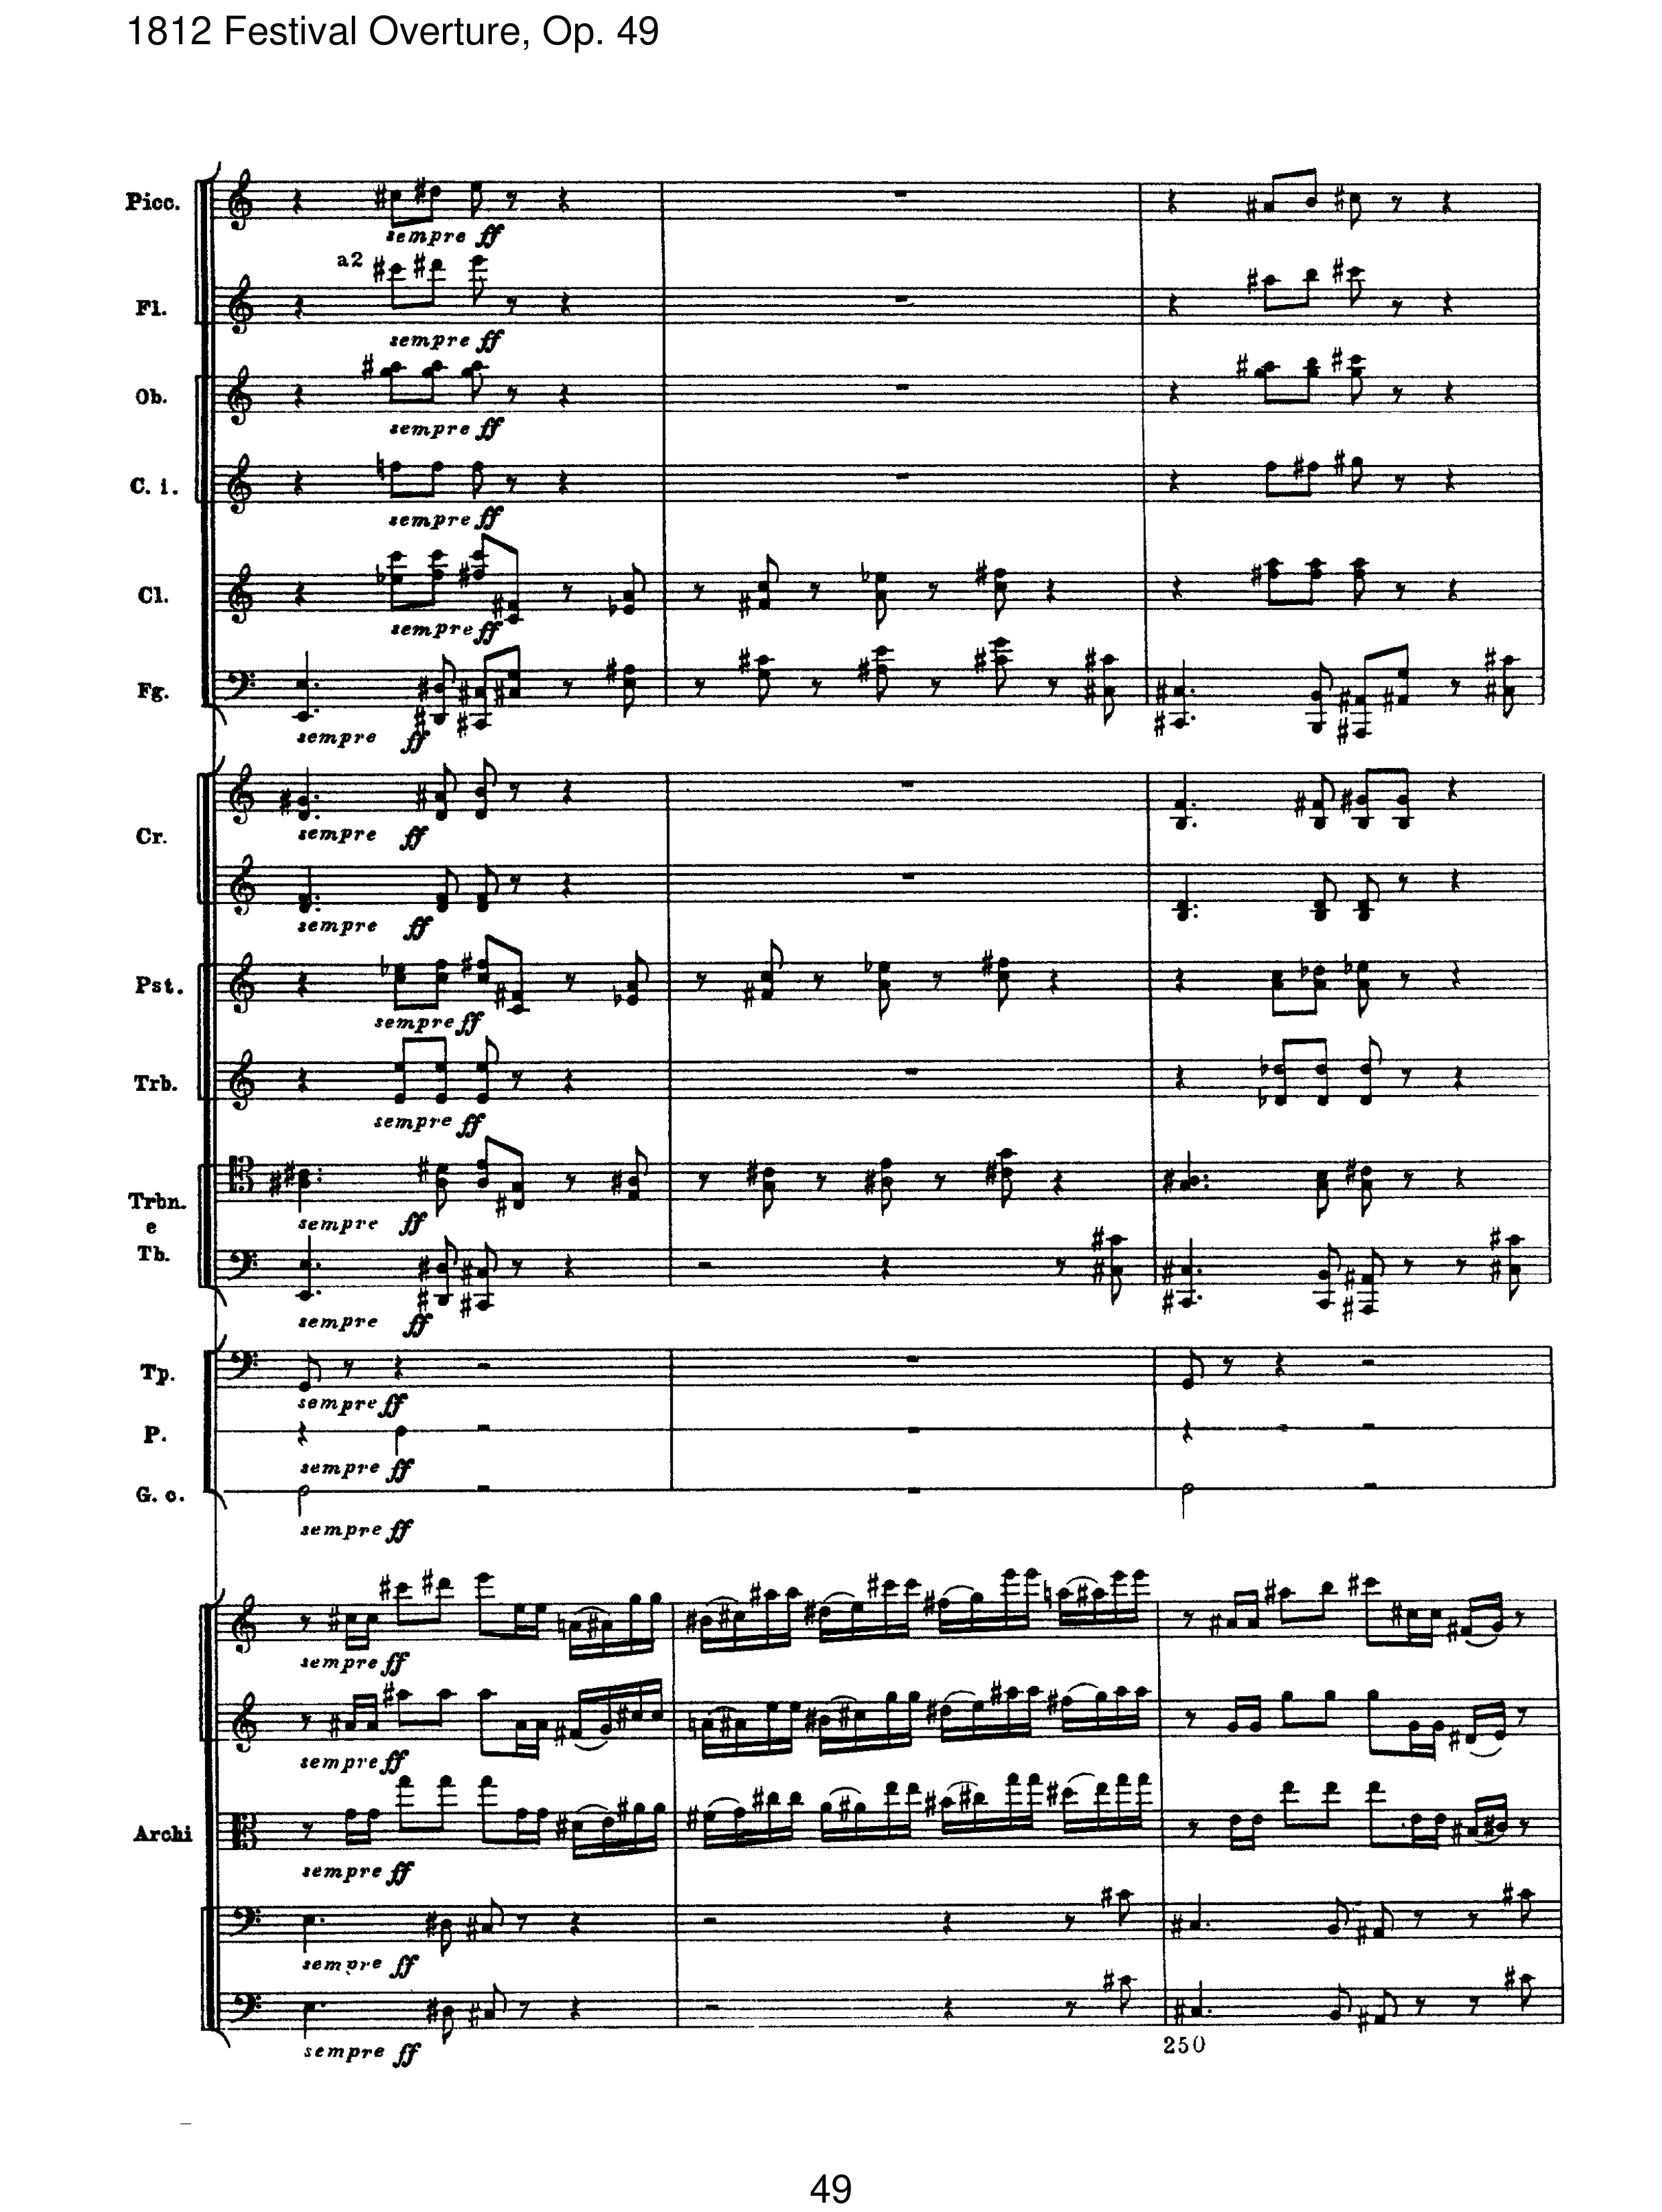 1812 Festival Overture, Op. 49
Picc.
sempre ff
a2
Fl.
sempre ff
Ob.
sempre ff
C. i.
sempre ff
Cl.
sempre ff
Fg.
sempre ff
Cr.
sempre ff
sempre ff
Pst.
sempre ff
Trb.
sempre ff
Trbn.
e
Tb.
sempre ff
sempre ff
Tp.
sempre ff
P.
sempre ff
G. c.
sempre ff
sempre ff
sempre ff
Archi
sempre ff
sempre ff
sempre ff
250
49